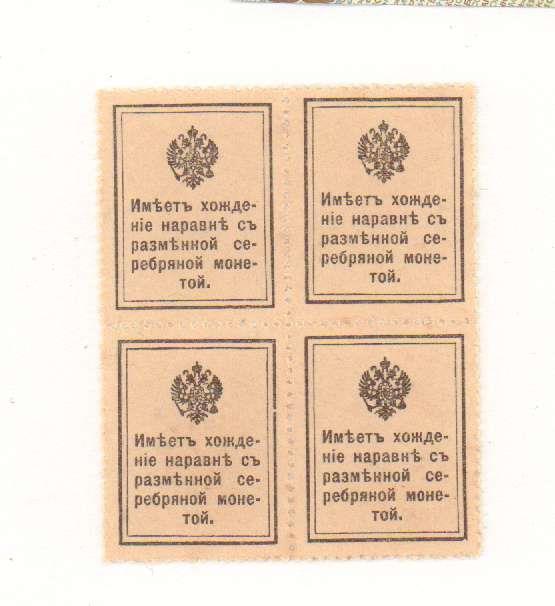 Имѣетъ хожде-
ніе наравнѣ съ
размѣнной се-
ребряной моне-
той.
Имѣетъ хожде-
ніе наравнѣ съ
размѣнной се-
ребряной моне-
той.
Имѣетъ хожде-
ніе наравнѣ съ
размѣнной се-
ребряной моне-
той.
Имѣетъ хожде-
ніе наравнѣ съ
размѣнной се-
ребряной моне-
той.